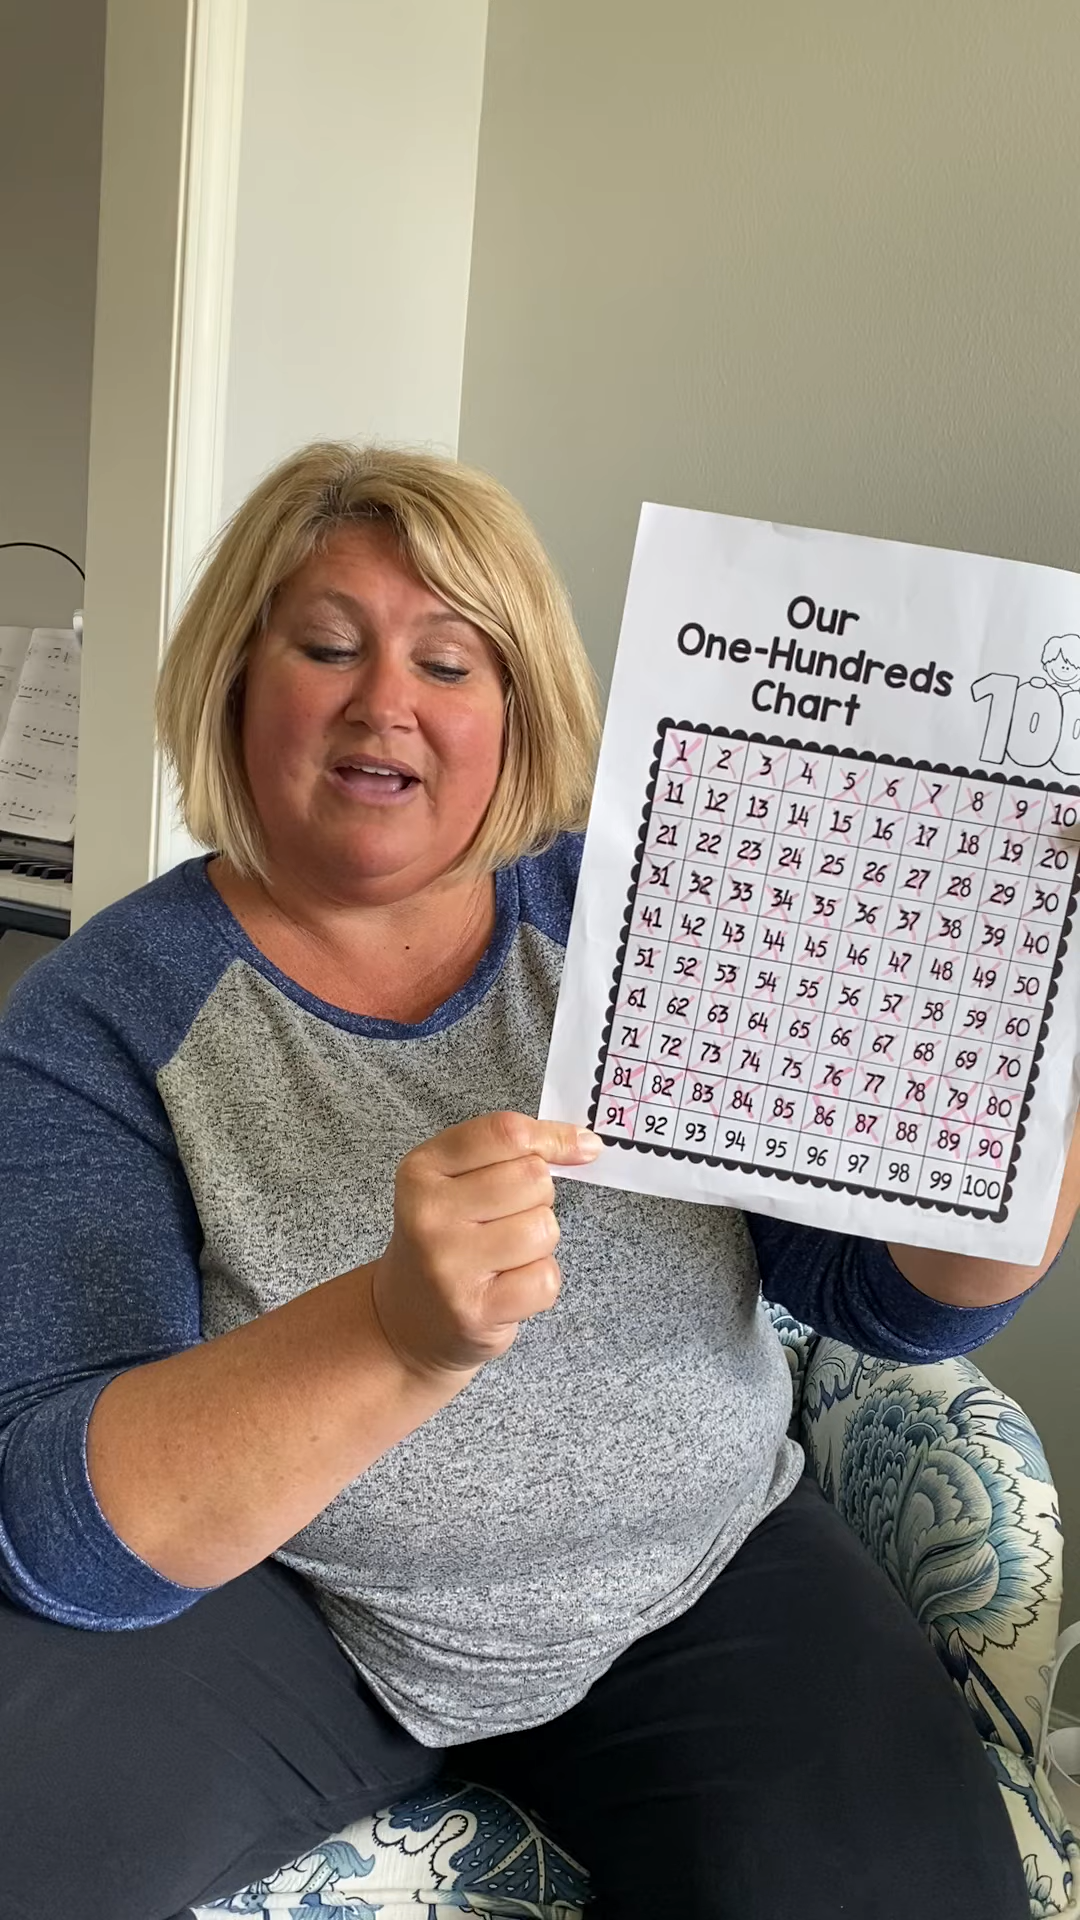 Our
One-Hundreds
Chart
100
1 2 3 4 5 6 7 8 9 10
11 12 13 14 15 16 17 18 19 20
21 22 23 24 25 26 27 28 29 30
31 32 33 34 35 36 37 38 39 40
41 42 43 44 45 46 47 48 49 50
51 52 53 54 55 56 57 58 59 60
61 62 63 64 65 66 67 68 69 70
71 72 73 74 75 76 77 78 79 80
81 82 83 84 85 86 87 88 89 90
91 92 93 94 95 96 97 98 99 100